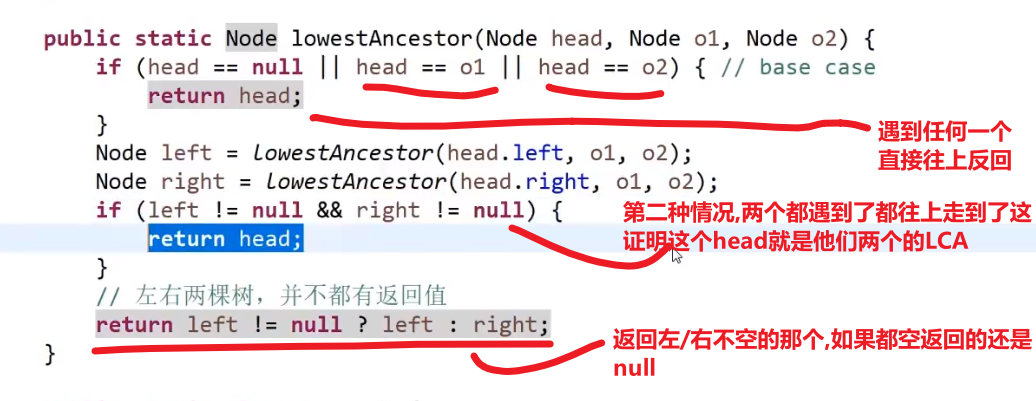 public static Node lowestAncestor(Node head, Node o1, Node o2) {
if (head == null || head == o1 || head == o2) { // base case
return head;
}
遇到任何一个
直接往上反回
Node left = lowestAncestor(head.left, o1, o2);
Node right = lowestAncestor(head.right, o1, o2);
if (left != null && right != null) {
第二种情况,两个都遇到了都往上走到了这
return head;
证明这个head就是他们两个的LCA
}
// 左右两棵树，并不都有返回值
return left != null ? left : right;
返回左/右不空的那个,如果都空返回的还是
null
}